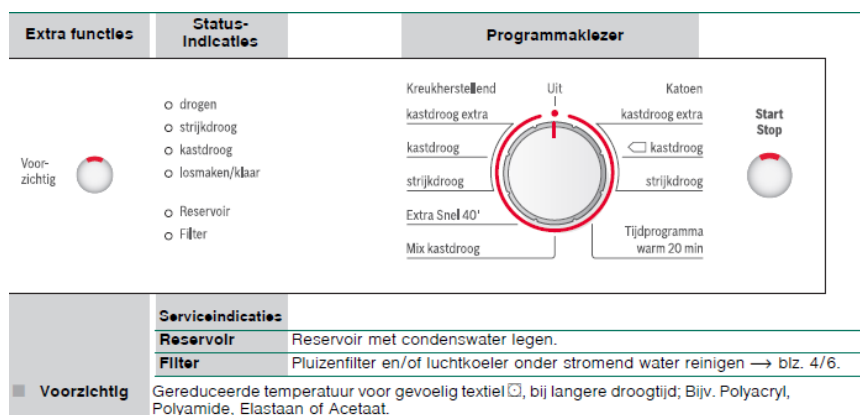 Extra functies
Status-
indicaties
Programmakiezer
Voor-
zichtig
drogen
strijkdroog
kastdroog
losmaken/klaar
Reservoir
Filter
Kreukherstellend
kastdroog extra
kastdroog
strijkdroog
Extra Snel 40'
Mix kastdroog
Uit
Katoen
kastdroog extra
kastdroog
strijkdroog
Tijdprogramma
warm 20 min
Start
Stop
Serviceindicaties
Reservoir Reservoir met condenswater legen.
Filter Pluizenfilter en/of luchtkoeler onder stromend water reinigen → blz. 4/6.
Voorzichtig Gereduceerde temperatuur voor gevoelig textiel, bij langere droogtijd; Bijv. Polyacryl,
Polyamide, Elastaan of Acetaat.